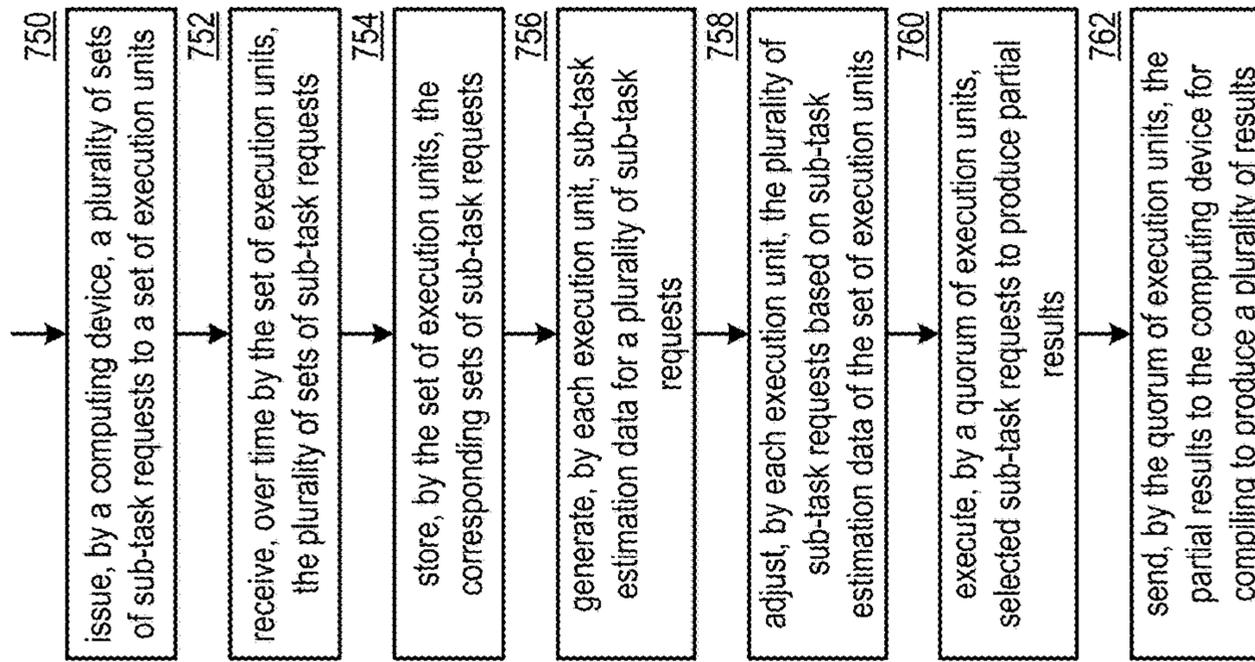 750
issue, by a computing device, a plurality of sets
of sub-task requests to a set of execution units
752
receive, over time by the set of execution units,
the plurality of sets of sub-task requests
754
store, by the set of execution units, the
corresponding sets of sub-task requests
756
generate, by each execution unit, sub-task
estimation data for a plurality of sub-task
requests
758
adjust, by each execution unit, the plurality of
sub-task requests based on sub-task
estimation data of the set of execution units
760
execute, by a quorum of execution units,
selected sub-task requests to produce partial
results
762
send, by the quorum of execution units, the
partial results to the computing device for
compiling to produce a plurality of results